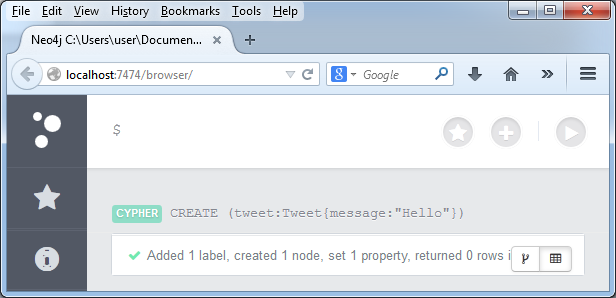 File Edit View History Bookmarks Tools Help
Neo4j C:\Users\user\Documen...
localhost:7474/browser/
Google
$
CYPHER CREATE (tweet:Tweet{message:"Hello"})
Added 1 label, created 1 node, set 1 property, returned 0 rows i